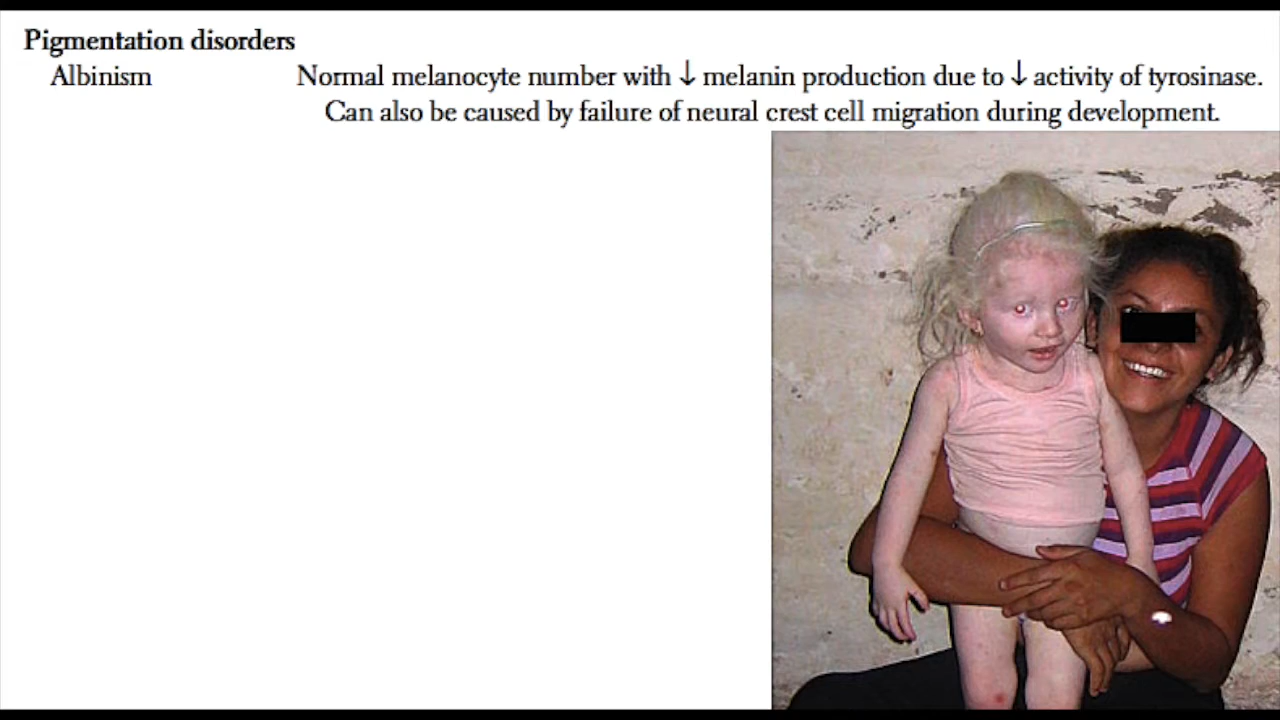 Pigmentation disorders
Albinism Normal melanocyte number with ↓ melanin production due to ↓ activity of tyrosinase.
Can also be caused by failure of neural crest cell migration during development.